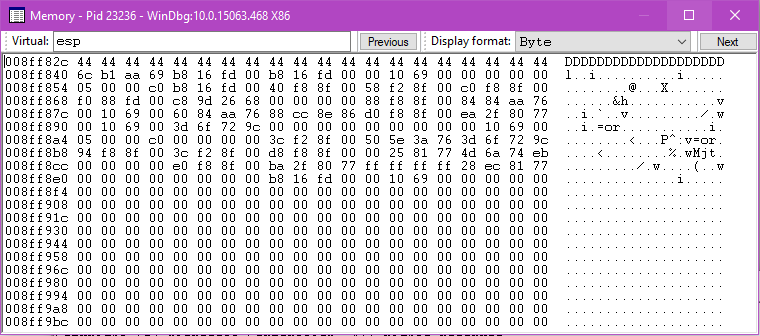 Memory - Pid 23236 - WinDbg:10.0.15063.468 X86
Virtual: esp Previous Display format: Byte Next
008ff82c 44 44 44 44 44 44 44 44 44 44 44 44 44 44 44 44 44 44 44 44 DDDDDDDDDDDDDDDDDDDD
008ff840 6c b1 aa 69 b8 16 fd 00 b8 16 fd 00 00 10 69 00 00 00 00 00 l..i..........i.....
008ff854 05 00 00 c0 b8 16 fd 00 40 f8 8f 00 58 f2 8f 00 c0 f8 8f 00 ........@...X.......
008ff868 f0 88 fd 00 c8 9d 26 68 00 00 00 00 88 f8 8f 00 84 84 aa 76 ......&h...........v
008ff87c 00 10 69 00 60 84 aa 76 88 cc 8e 86 d0 f8 8f 00 ea 2f 80 77 ..i.`..v........./.w
008ff890 00 10 69 00 3d 6f 72 9c 00 00 00 00 00 00 00 00 00 10 69 00 ..i.=or...........i.
008ff8a4 05 00 00 c0 00 00 00 00 3c f2 8f 00 50 5e 3a 76 3d 6f 72 9c ........<...P^:v=or.
008ff8b8 94 f8 8f 00 3c f2 8f 00 d8 f8 8f 00 00 25 81 77 4d 6a 74 eb ....<........%.wMjt.
008ff8cc 00 00 00 00 e0 f8 8f 00 ba 2f 80 77 ff ff ff ff 28 ec 81 77 ........./.w....(..w
008ff8e0 00 00 00 00 00 00 00 00 b8 16 fd 00 00 10 69 00 00 00 00 00 ..............i.....
008ff8f4 00 00 00 00 00 00 00 00 00 00 00 00 00 00 00 00 00 00 00 00 ....................
008ff908 00 00 00 00 00 00 00 00 00 00 00 00 00 00 00 00 00 00 00 00 ....................
008ff91c 00 00 00 00 00 00 00 00 00 00 00 00 00 00 00 00 00 00 00 00 ....................
008ff930 00 00 00 00 00 00 00 00 00 00 00 00 00 00 00 00 00 00 00 00 ....................
008ff944 00 00 00 00 00 00 00 00 00 00 00 00 00 00 00 00 00 00 00 00 ....................
008ff958 00 00 00 00 00 00 00 00 00 00 00 00 00 00 00 00 00 00 00 00 ....................
008ff96c 00 00 00 00 00 00 00 00 00 00 00 00 00 00 00 00 00 00 00 00 ....................
008ff980 00 00 00 00 00 00 00 00 00 00 00 00 00 00 00 00 00 00 00 00 ....................
008ff994 00 00 00 00 00 00 00 00 00 00 00 00 00 00 00 00 00 00 00 00 ....................
008ff9a8 00 00 00 00 00 00 00 00 00 00 00 00 00 00 00 00 00 00 00 00 ....................
008ff9bc 00 00 00 00 00 00 00 00 00 00 00 00 00 00 00 00 00 00 00 00 ....................